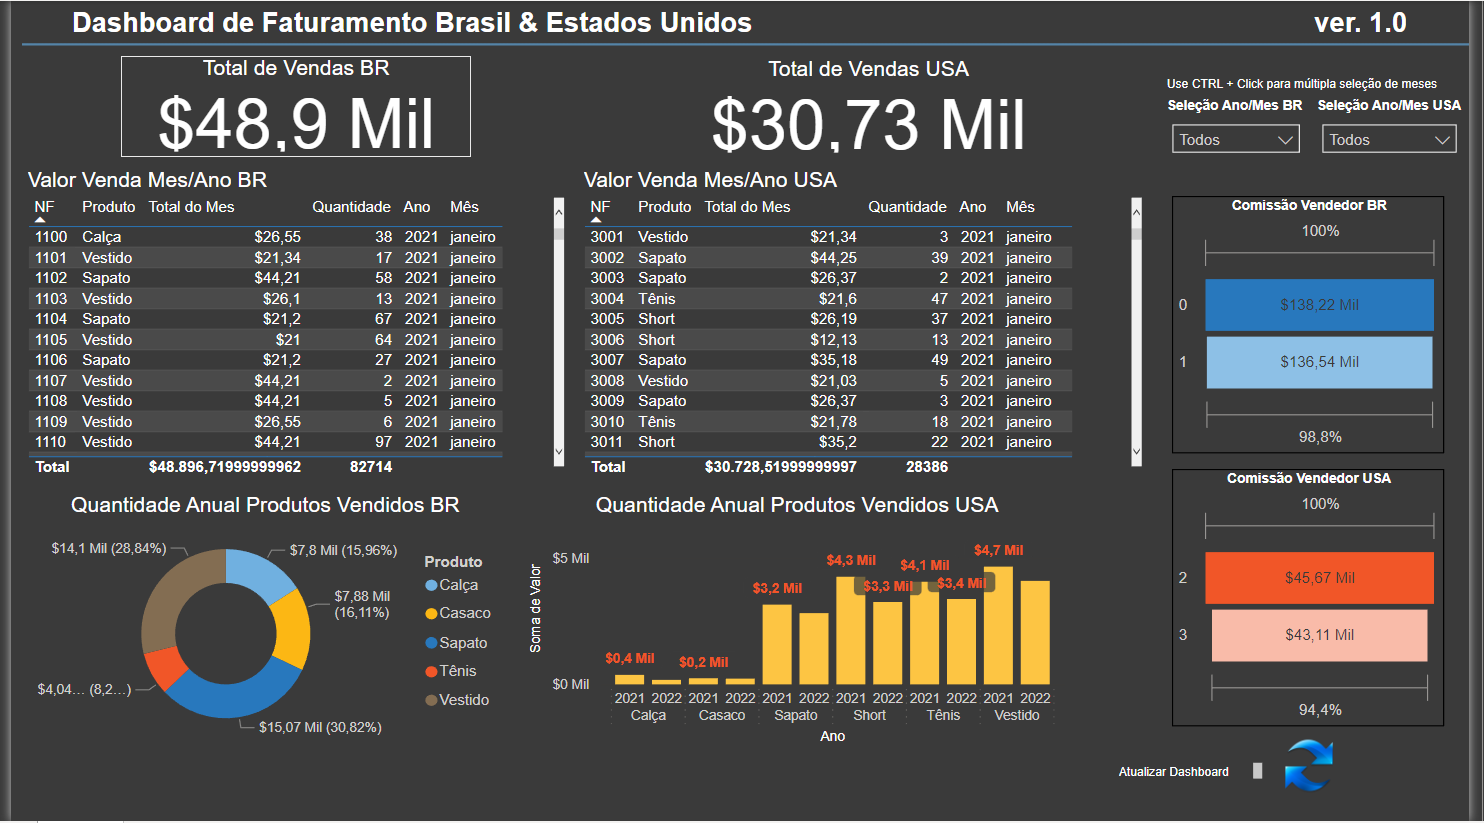 Dashboard de Faturamento Brasil & Estados Unidos
ver. 1.0
Total de Vendas BR
$48,9 Mil
Total de Vendas USA
$30,73 Mil
Use CTRL + Click para múltipla seleção de meses
Seleção Ano/Mes BR
Seleção Ano/Mes USA
Todos
Todos
Valor Venda Mes/Ano BR
NF Produto Total do Mes Quantidade Ano Mês
1100 Calça $26,55 38 2021 janeiro
1101 Vestido $21,34 17 2021 janeiro
1102 Sapato $44,21 58 2021 janeiro
1103 Vestido $26,1 13 2021 janeiro
1104 Sapato $21,2 67 2021 janeiro
1105 Vestido $21 64 2021 janeiro
1106 Sapato $21,2 27 2021 janeiro
1107 Vestido $44,21 2 2021 janeiro
1108 Vestido $44,21 5 2021 janeiro
1109 Vestido $26,55 6 2021 janeiro
1110 Vestido $44,21 97 2021 janeiro
Total $48.896,71999999962 82714
Valor Venda Mes/Ano USA
NF Produto Total do Mes Quantidade Ano Mês
3001 Vestido $21,34 3 2021 janeiro
3002 Sapato $44,25 39 2021 janeiro
3003 Sapato $26,37 2 2021 janeiro
3004 Tênis $21,6 47 2021 janeiro
3005 Short $26,19 37 2021 janeiro
3006 Short $12,13 13 2021 janeiro
3007 Sapato $35,18 49 2021 janeiro
3008 Vestido $21,03 5 2021 janeiro
3009 Sapato $26,37 3 2021 janeiro
3010 Tênis $21,78 18 2021 janeiro
3011 Short $35,2 22 2021 janeiro
Total $30.728,51999999997 28386
Comissão Vendedor BR
100%
0 $138,22 Mil
1 $136,54 Mil
98,8%
Comissão Vendedor USA
100%
2 $45,67 Mil
3 $43,11 Mil
94,4%
Quantidade Anual Produtos Vendidos BR
$14,1 Mil (28,84%)
$7,8 Mil (15,96%)
$7,88 Mil
(16,11%)
$4,04... (8,2...)
$15,07 Mil (30,82%)
Produto
Calça
Casaco
Sapato
Tênis
Vestido
Quantidade Anual Produtos Vendidos USA
Soma de Valor
$5 Mil
$0 Mil
$0,4 Mil
$0,2 Mil
$3,2 Mil
$4,3 Mil
$3,3 Mil
$4,1 Mil
$3,4 Mil
$4,7 Mil
2021 2022 2021 2022 2021 2022 2021 2022 2021 2022 2021 2022
Calça Casaco Sapato Short Tênis Vestido
Ano
Atualizar Dashboard